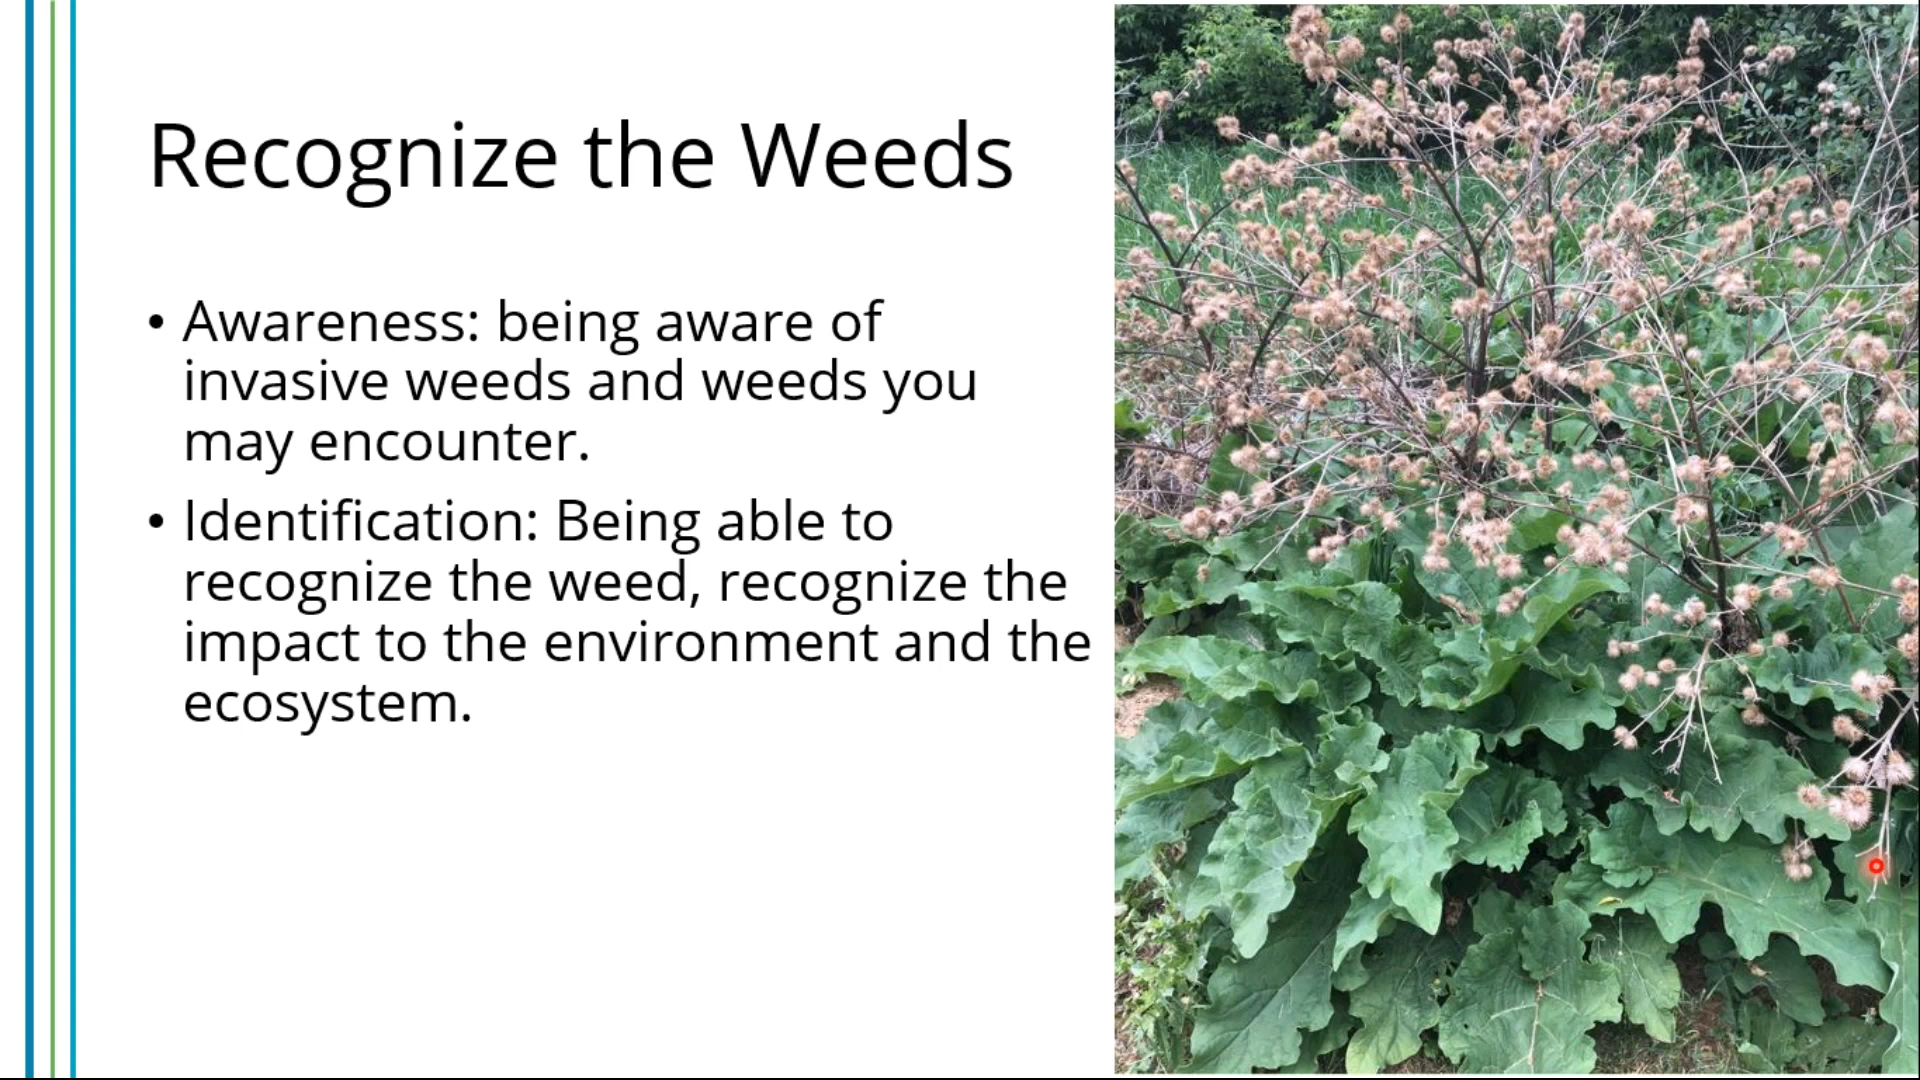 Recognize the Weeds
• Awareness: being aware of
invasive weeds and weeds you
may encounter.
• Identification: Being able to
recognize the weed, recognize the
impact to the environment and the
ecosystem.